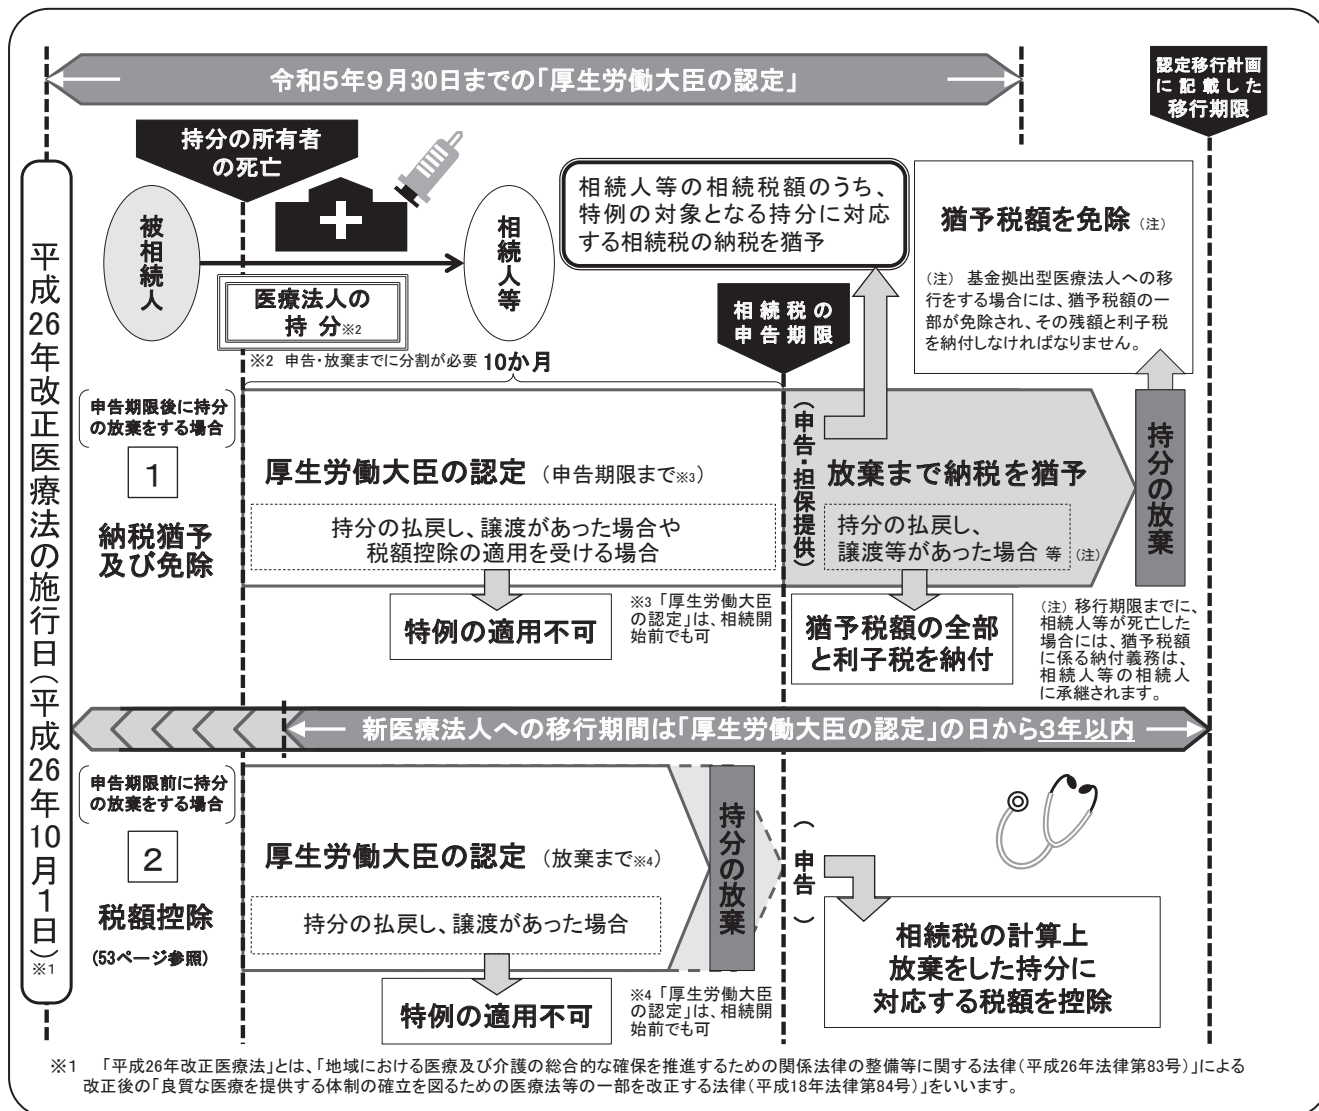 令和5年9月30日までの「厚生労働大臣の認定」
認定移行計画
に記載した
移行期限
平成26年改正医療法の施行日(平成26年10月1日)※1
持分の所有者
の死亡
被相続人
相続人等
医療法人の
持 分※2
※2 申告・放棄までに分割が必要
10か月
相続人等の相続税額のうち、
特例の対象となる持分に対応
する相続税の納税を猶予
相続税の
申告期限
猶予税額を免除(注)
(注) 基金拠出型医療法人への移
行をする場合には、猶予税額の一
部が免除され、その残額と利子税
を納付しなければなりません。
申告期限後に持分
の放棄をする場合
1
納税猶予
及び免除
厚生労働大臣の認定(申告期限まで※3)
持分の払戻し、譲渡があった場合や
税額控除の適用を受ける場合
特例の適用不可
※3「厚生労働大臣
の認定」は、相続開
始前でも可
(申告・担保提供)
放棄まで納税を猶予
持分の払戻し、
譲渡等があった場合 等 (注)
猶予税額の全部
と利子税を納付
持分の放棄
(注) 移行期限までに、
相続人等が死亡した
場合には、猶予税額
に係る納付義務は、
相続人等の相続人
に承継されます。
新医療法人への移行期間は「厚生労働大臣の認定」の日から3年以内
申告期限前に持分
の放棄をする場合
2
税額控除
(53ページ参照)
厚生労働大臣の認定(放棄まで※4)
持分の払戻し、譲渡があった場合
特例の適用不可
※4「厚生労働大臣
の認定」は、相続開
始前でも可
持分の放棄
(申告)
相続税の計算上
放棄をした持分に
対応する税額を控除
※1 「平成26年改正医療法」とは、「地域における医療及び介護の総合的な確保を推進するための関係法律の整備等に関する法律(平成26年法律第83号)」による
改正後の「良質な医療を提供する体制の確立を図るための医療法等の一部を改正する法律(平成18年法律第84号)」をいいます。